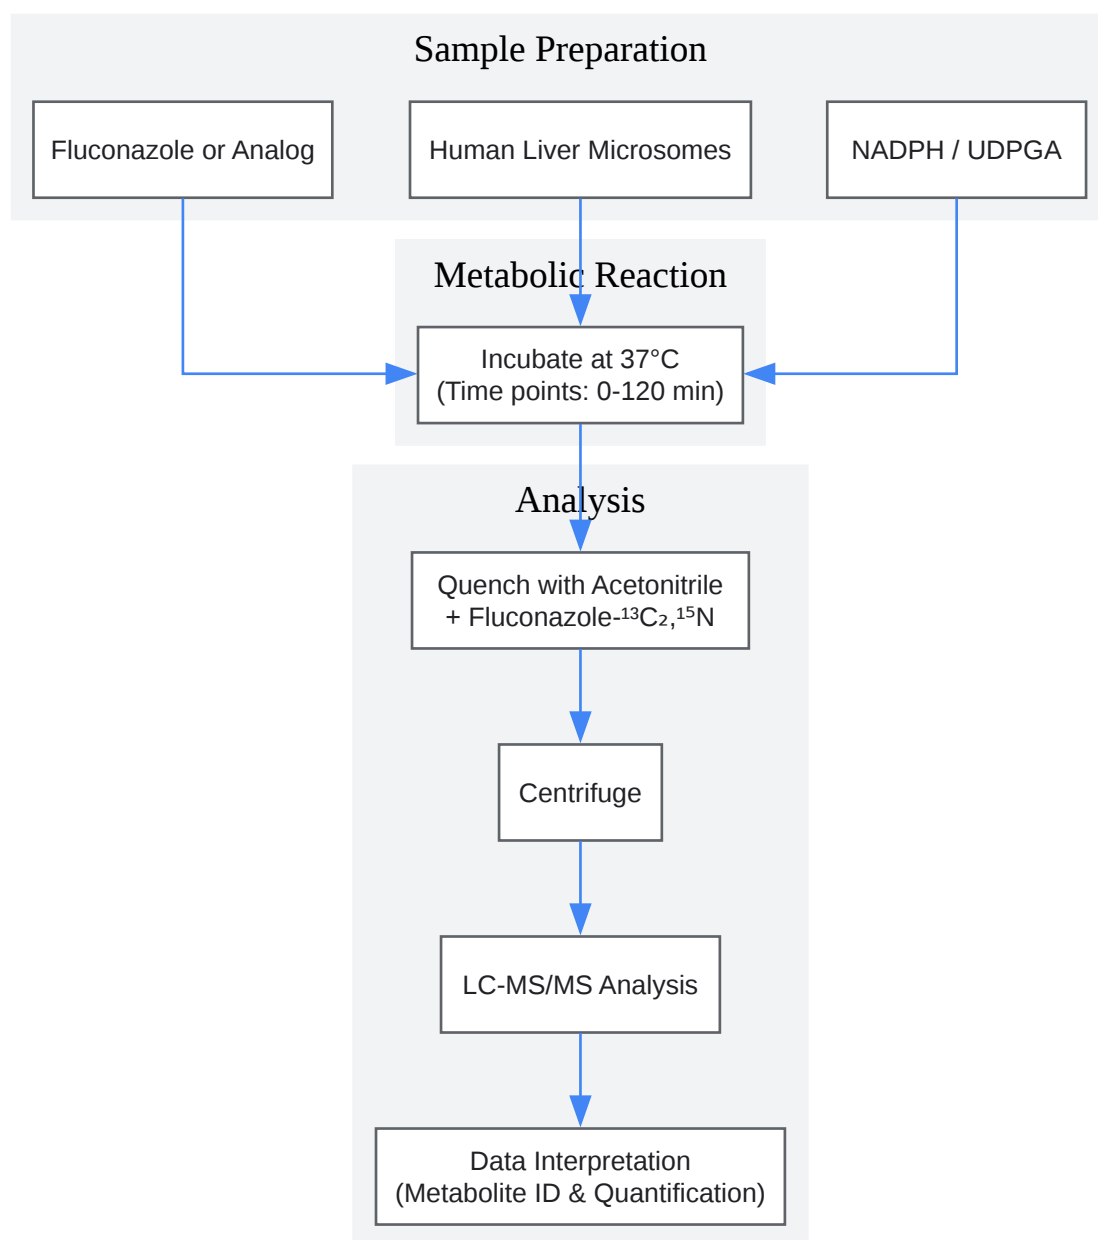 Sample Preparation
Fluconazole or Analog
Human Liver Microsomes
NADPH / UDPGA
Metabolic Reaction
Incubate at 37°C
(Time points: 0-120 min)
Analysis
Quench with Acetonitrile
+ Fluconazole-¹³C₂,¹⁵N
Centrifuge
LC-MS/MS Analysis
Data Interpretation
(Metabolite ID & Quantification)